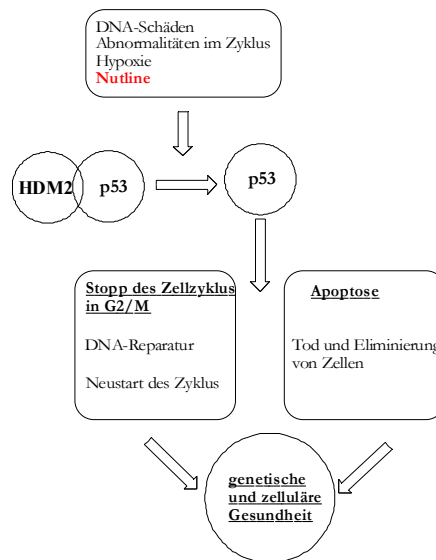 DNA-Schäden
Abnormalitäten im Zyklus
Hypoxie
Nutline
HDM2
p53
p53
Stopp des Zellzyklus
in G2/M
DNA-Reparatur
Neustart des Zyklus
Apoptose
Tod und Eliminierung
von Zellen
genetische
und zelluläre
Gesundheit